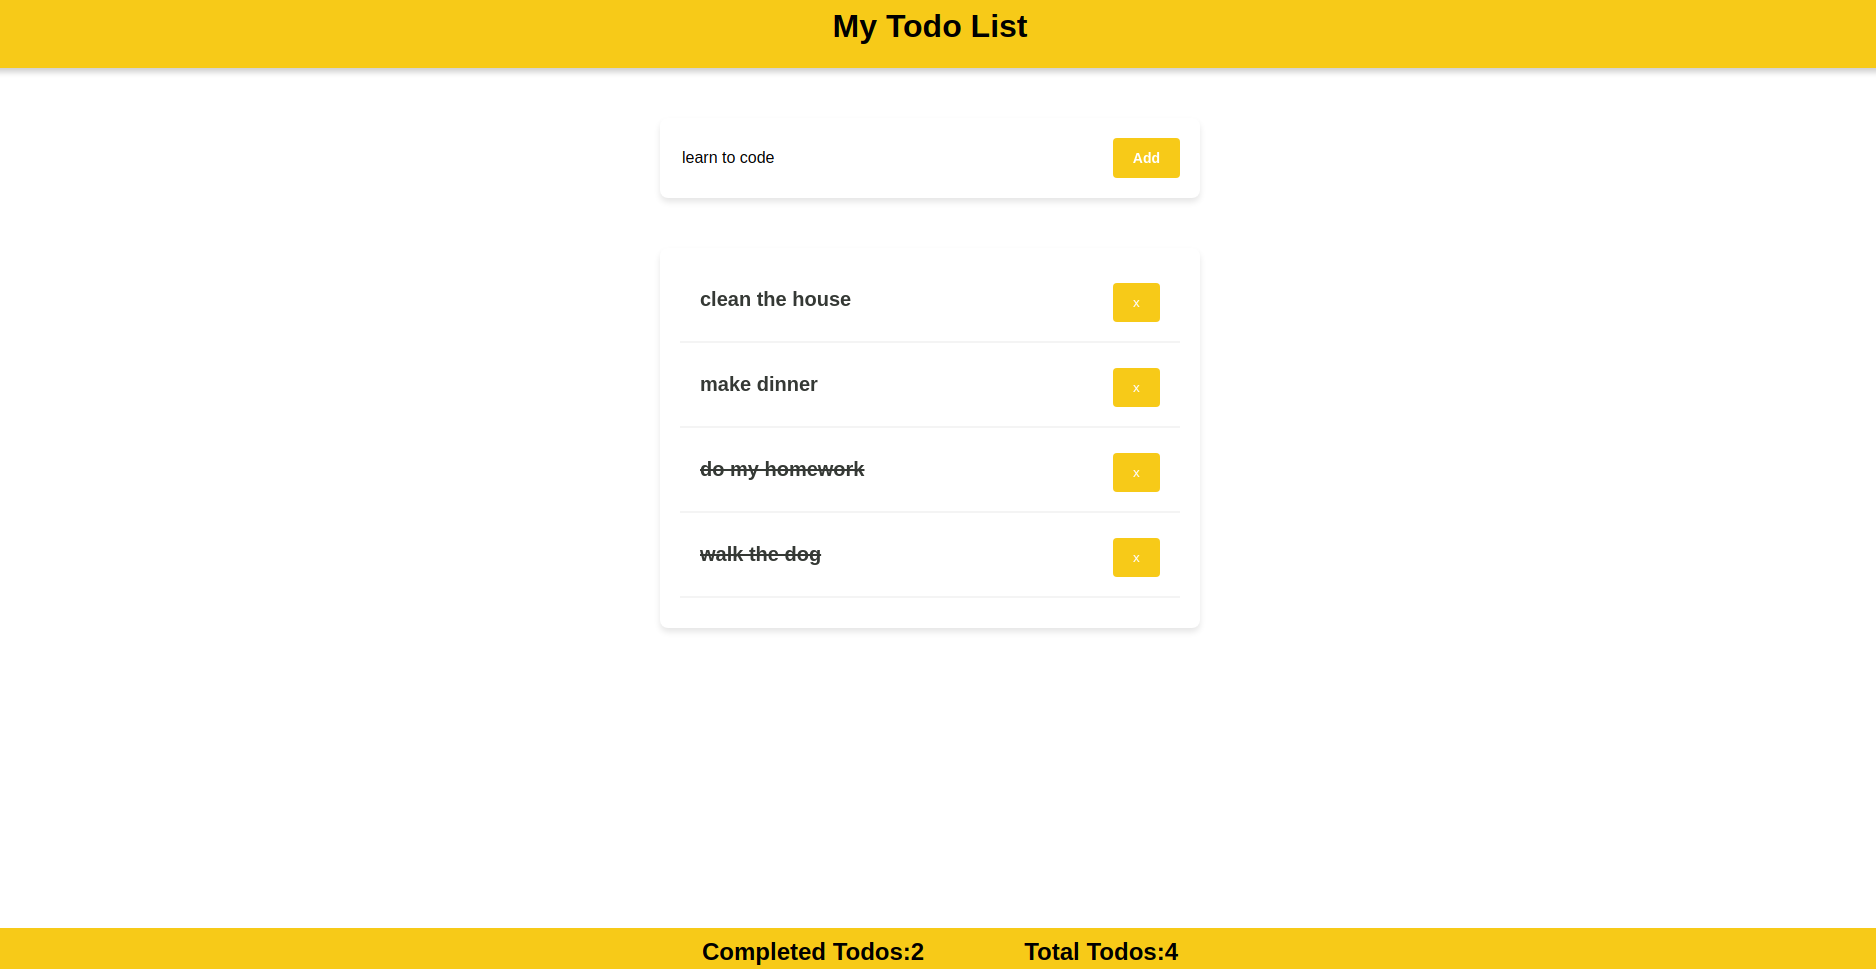 My Todo List
learn to code Add
clean the house x
make dinner x
do my homework x
walk the dog x
Completed Todos:2 Total Todos:4